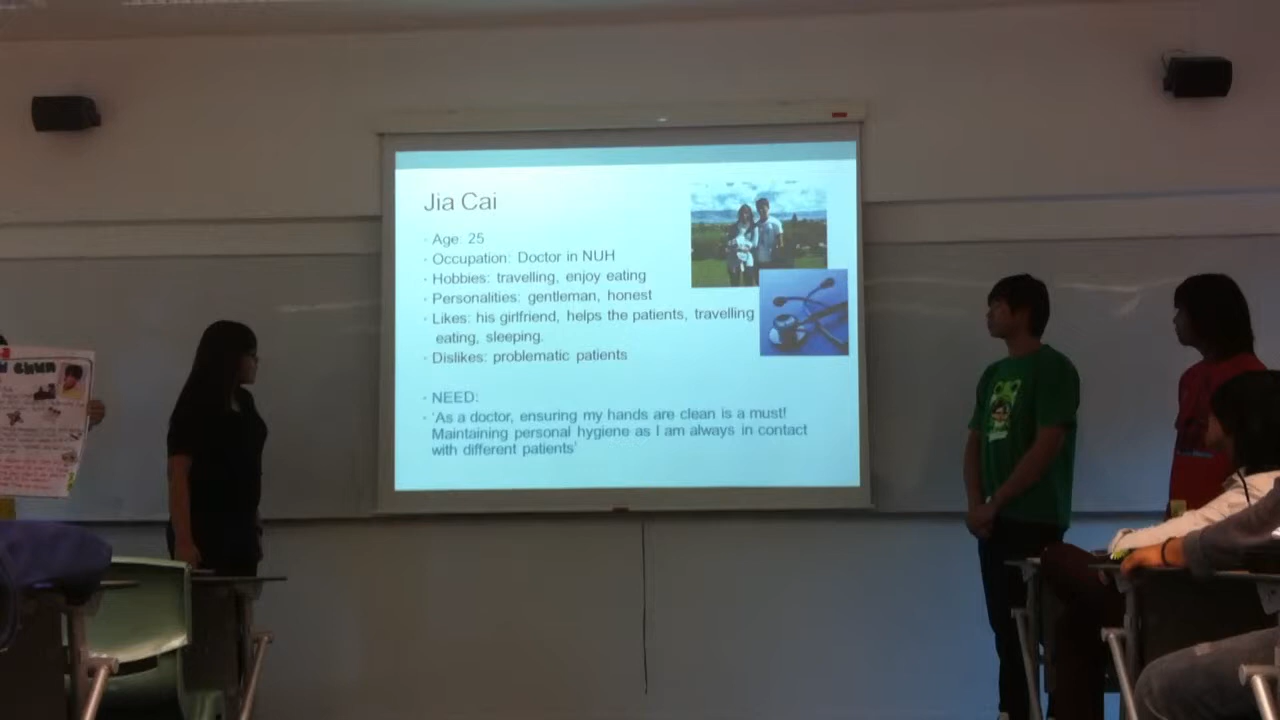 Jia Cai
· Age: 25
· Occupation: Doctor in NUH
· Hobbies: travelling, enjoy eating
· Personalities: gentleman, honest
· Likes: his girlfriend, helps the patients, travelling
eating, sleeping.
· Dislikes: problematic patients
· NEED:
· 'As a doctor, ensuring my hands are clean is a must!
Maintaining personal hygiene as I am always in contact
with different patients'